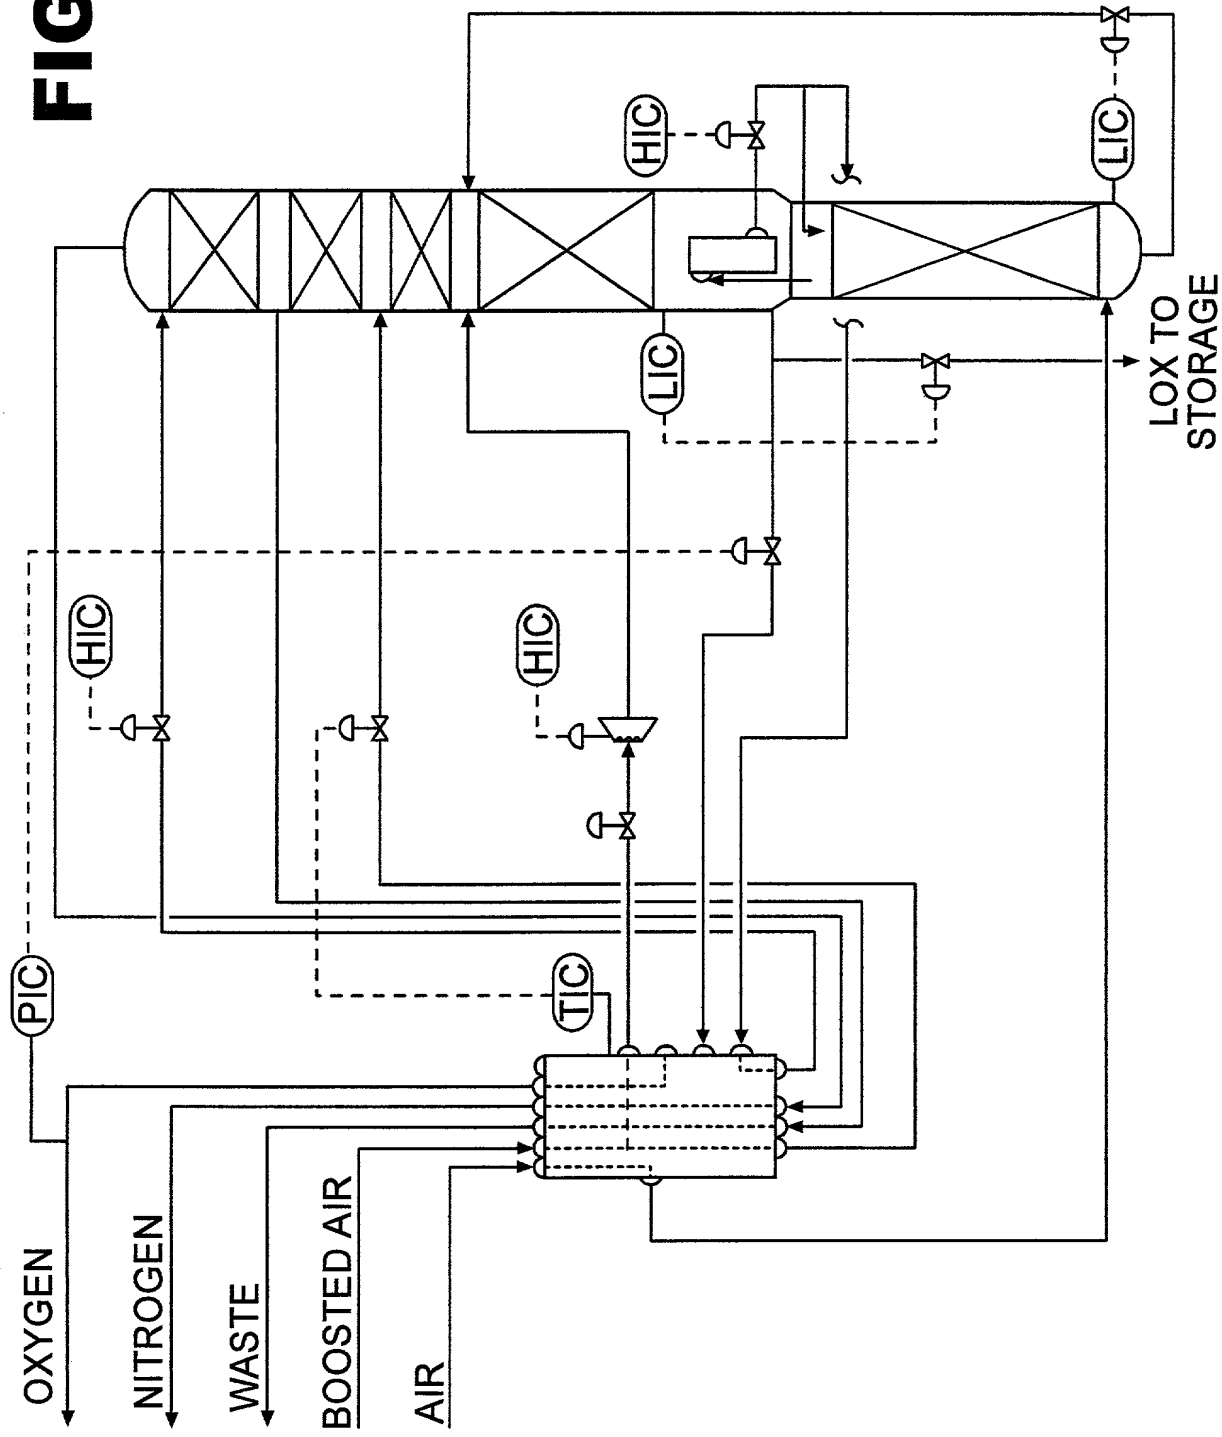 FIG
OXYGEN
NITROGEN
WASTE
BOOSTED AIR
AIR
PIC
HIC
TIC
HIC
LIC
HIC
LIC
LOX TO
STORAGE